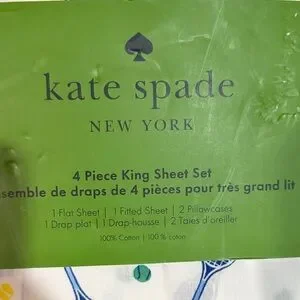 kate spade
NEW YORK
4 Piece King Sheet Set
de draps de 4 pièces pour très grand lit
1 Flat Sheet | 1 Fitted Sheet | 2 Pillowcases
1 Drap plat | 1 Drap-housse | 2 Taies d'oreiller
100% Cotton | 100 % coton